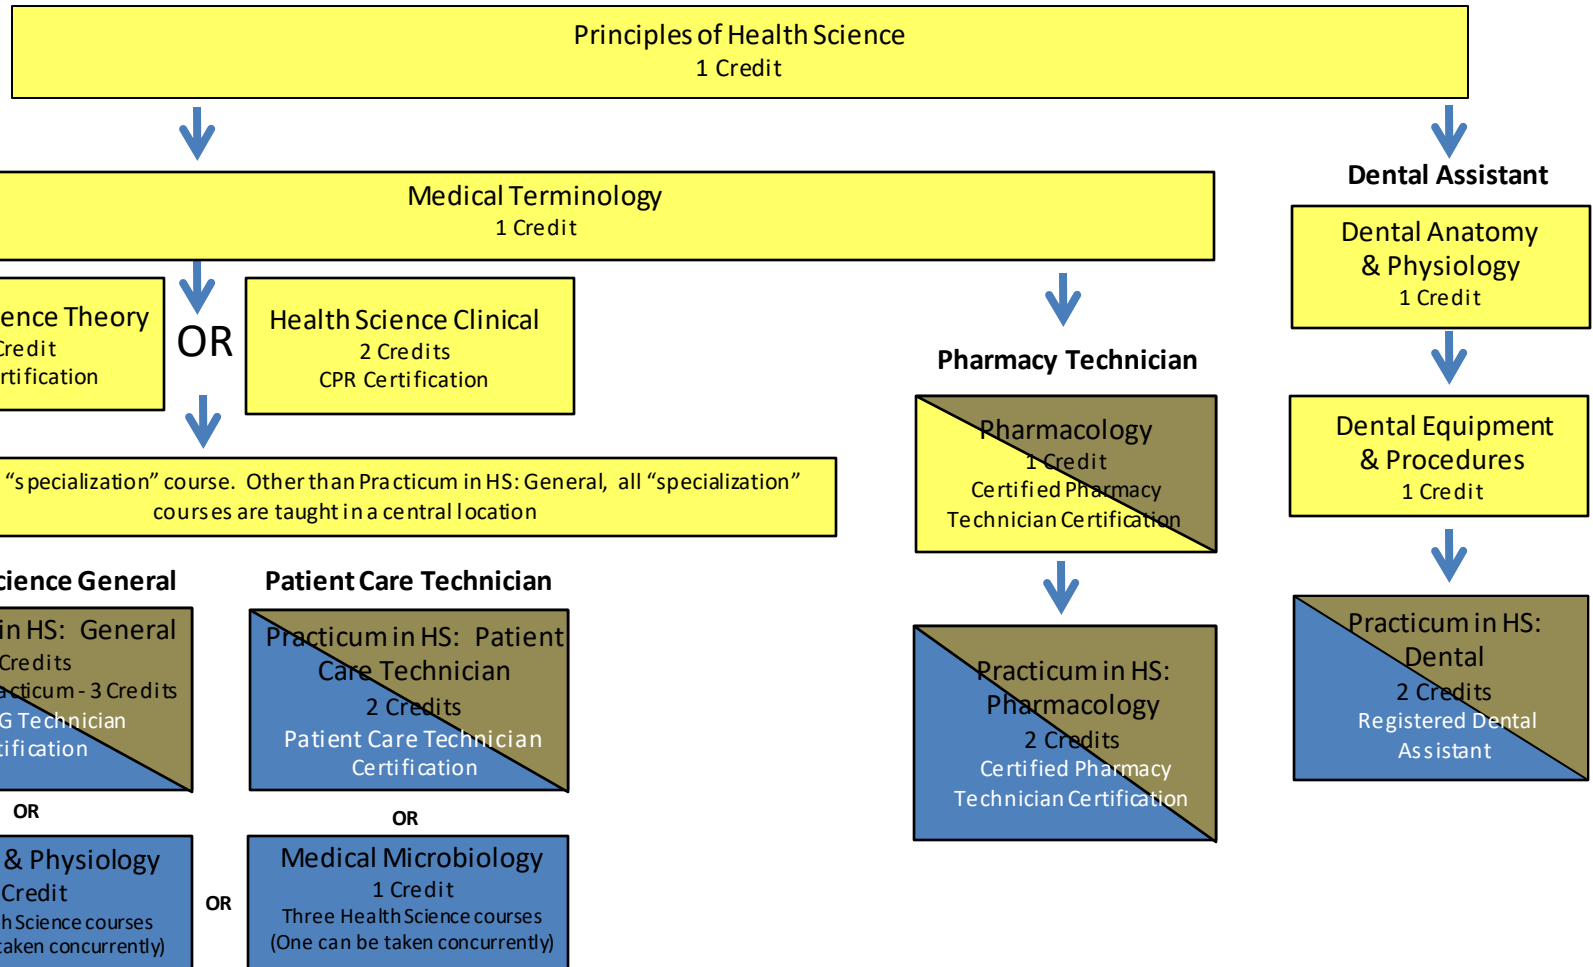 Principles of Health Science
1 Credit
Medical Terminology
1 Credit
Dental Assistant
Dental Anatomy
& Physiology
1 Credit
ence Theory
redit
rtification
OR
Health Science Clinical
2 Credits
CPR Certification
Pharmacy Technician
Pharmacology
1 Credit
Certified Pharmacy
Technician Certification
Dental Equipment
& Procedures
1 Credit
"specialization" course. Other than Practicum in HS: General, all "specialization"
courses are taught in a central location
cience General
in HS: General
Credits
acticum - 3 Credits
G Technician
tification
Patient Care Technician
Practicum in HS: Patient
Care Technician
2 Credits
Patient Care Technician
Certification
Practicum in HS:
Pharmacology
2 Credits
Certified Pharmacy
Technician Certification
Practicum in HS:
Dental
2 Credits
Registered Dental
Assistant
OR
OR
& Physiology
Credit
h Science courses
taken concurrently)
OR
Medical Microbiology
1 Credit
Three Health Science courses
(One can be taken concurrently)